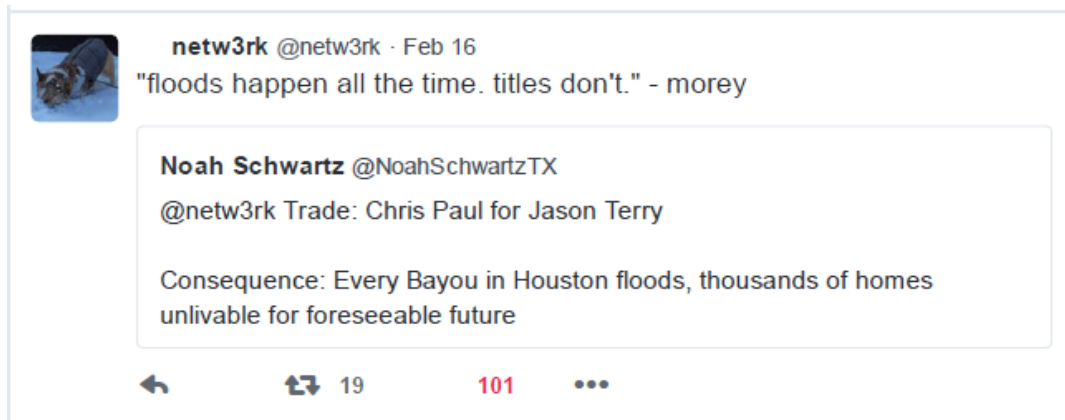 netw3rk @netw3rk · Feb 16
"floods happen all the time. titles don't." - morey
Noah Schwartz @NoahSchwartzTX
@netw3rk Trade: Chris Paul for Jason Terry
Consequence: Every Bayou in Houston floods, thousands of homes
unlivable for foreseeable future
19 101